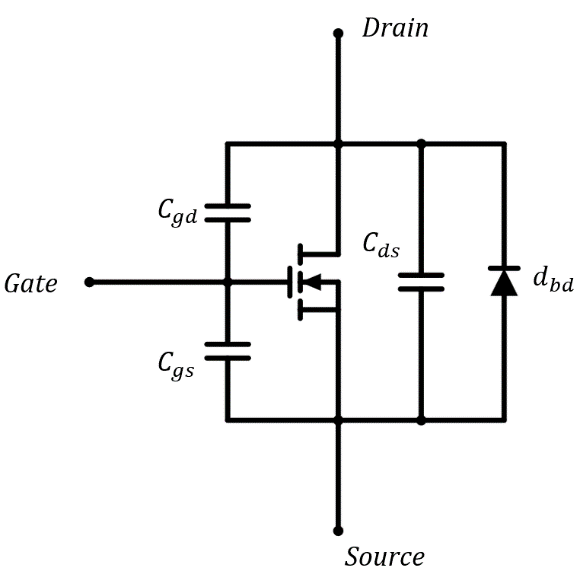 Drain
C_gd
C_ds
Gate
d_bd
C_gs
Source